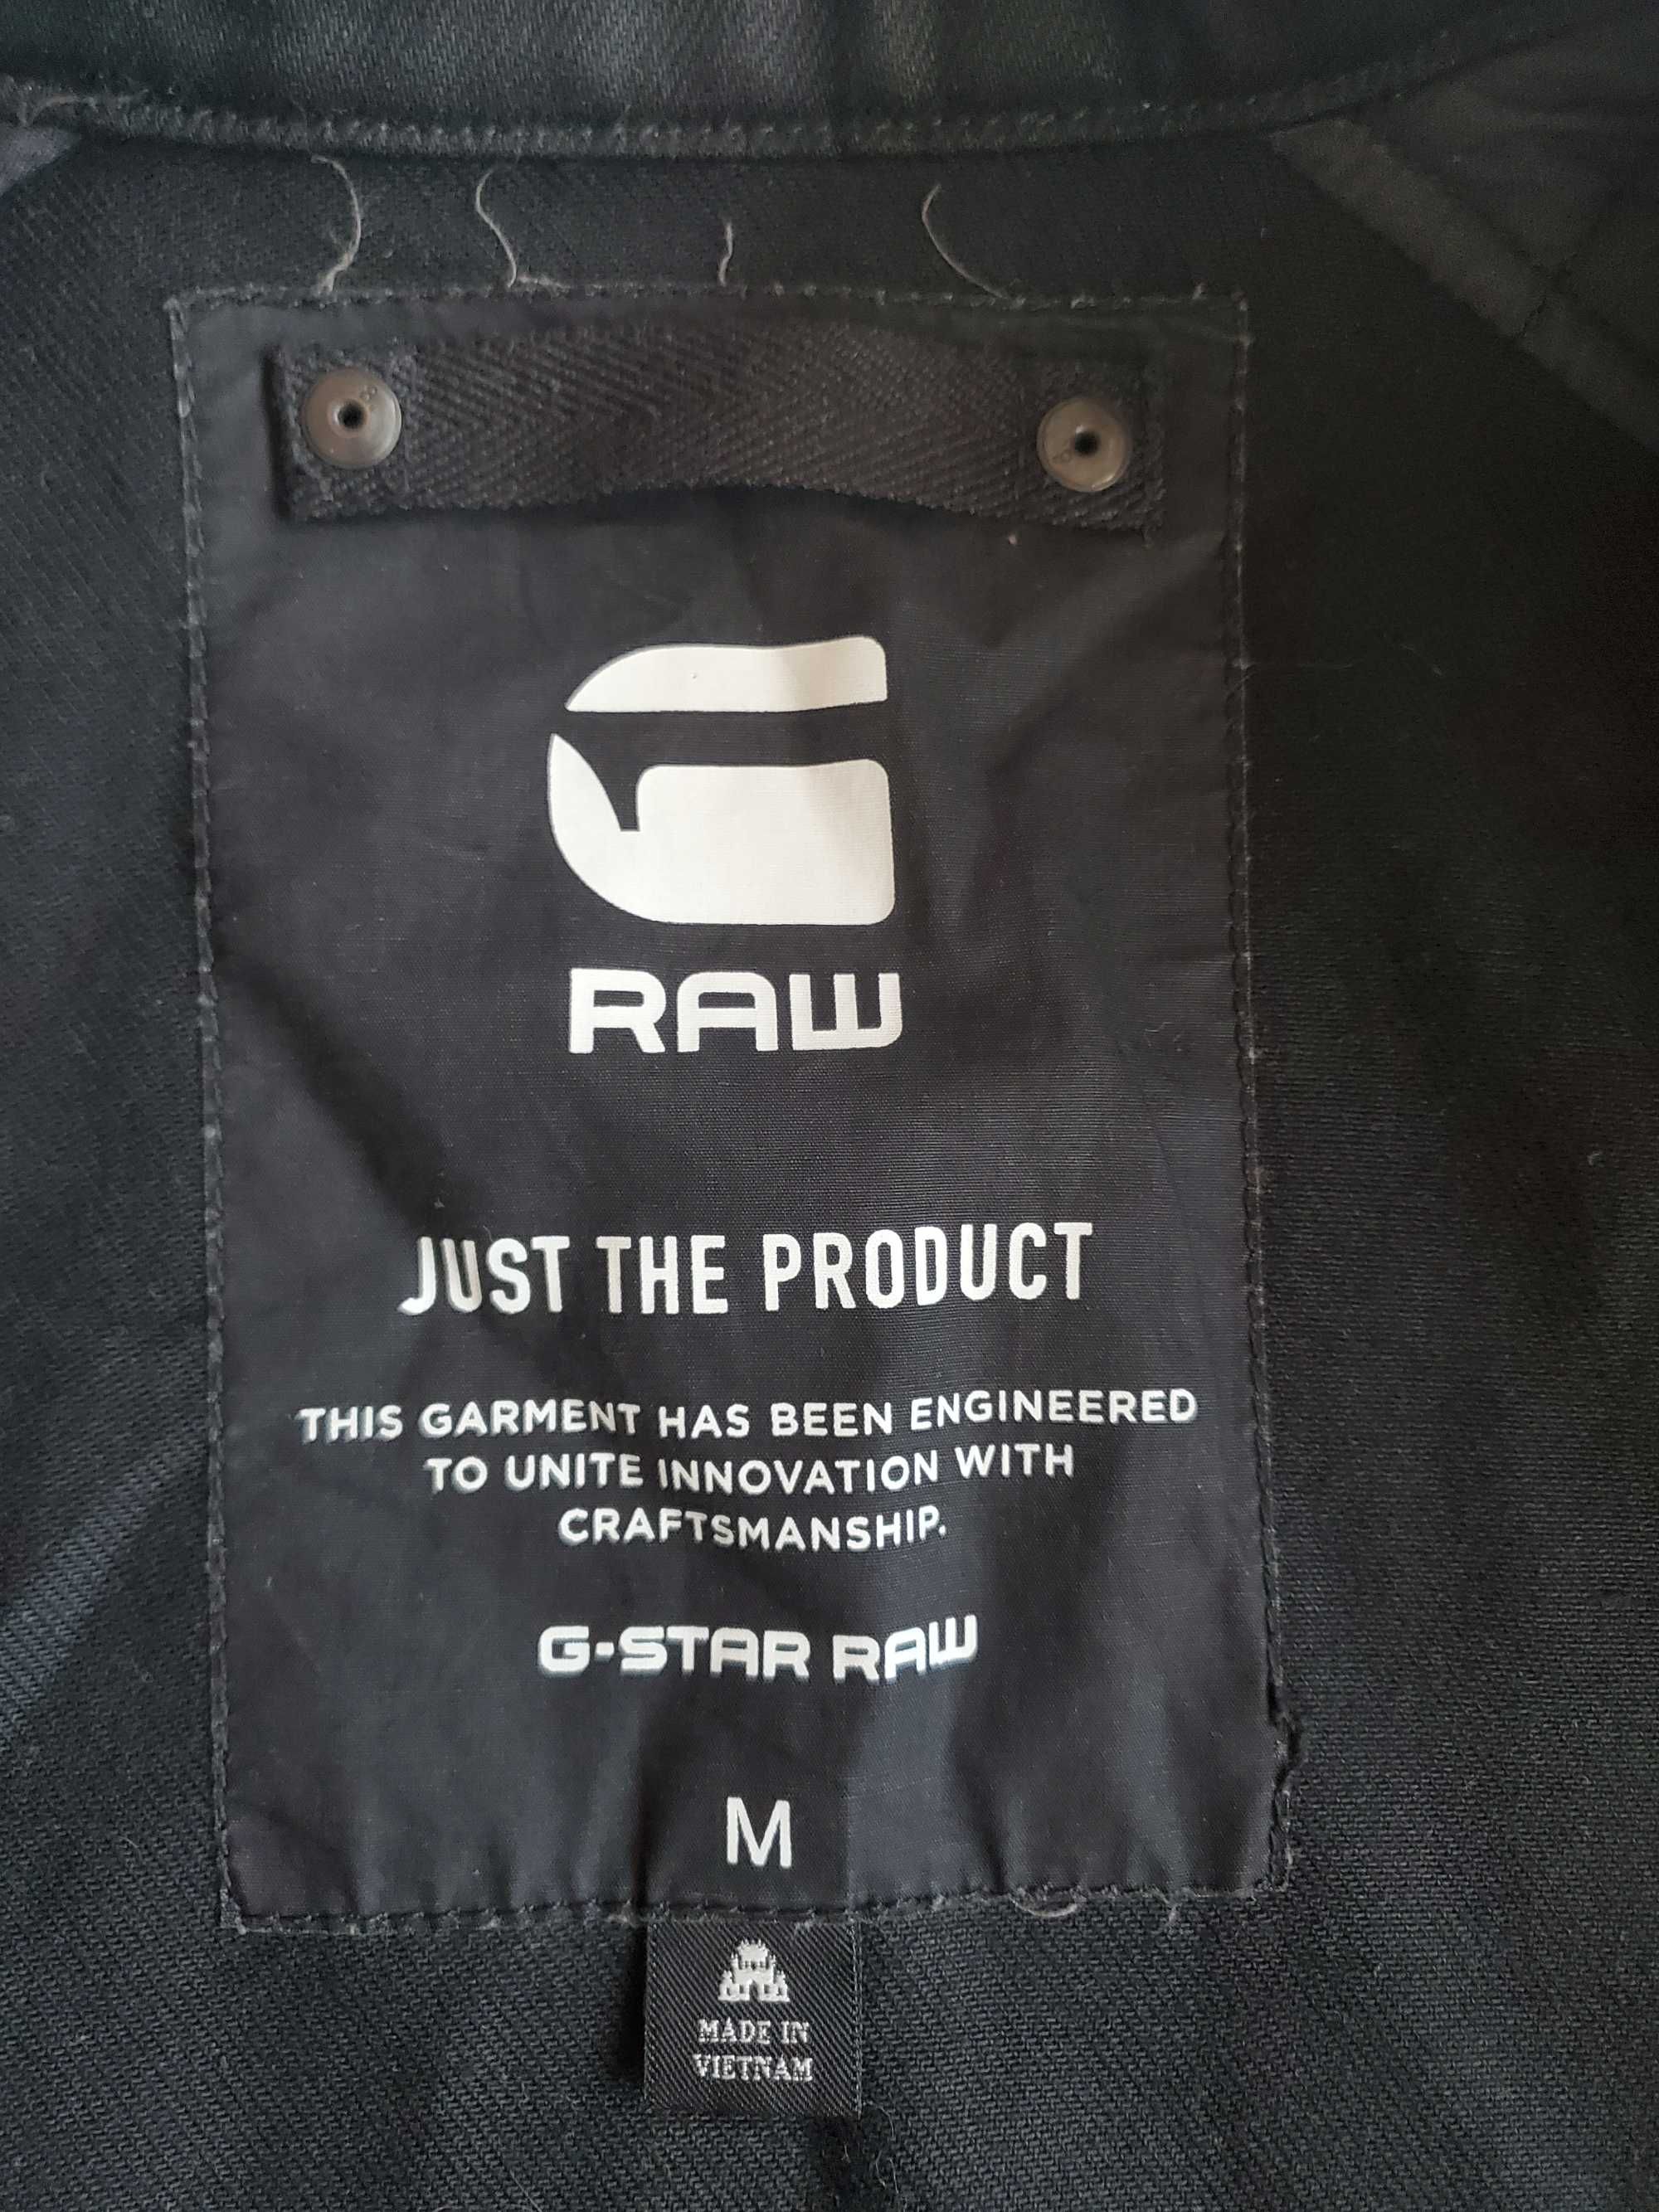 RAW
JUST THE PRODUCT
THIS GARMENT HAS BEEN ENGINEERED
TO UNITE INNOVATION WITH
CRAFTSMANSHIP.
G-STAR RAW
M
MADE IN
VIETNAM